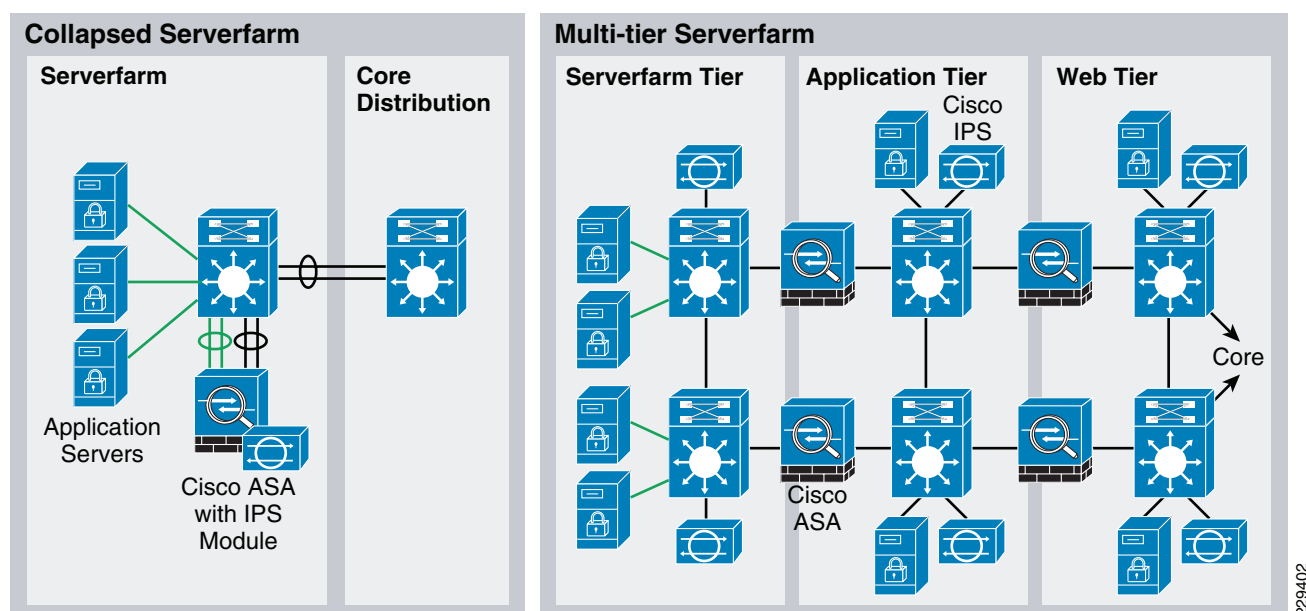 Collapsed Serverfarm
Serverfarm
Core
Distribution
Application
Servers
Cisco ASA
with IPS
Module
Multi-tier Serverfarm
Serverfarm Tier
Application Tier
Web Tier
Cisco
IPS
Cisco
ASA
Core
229402